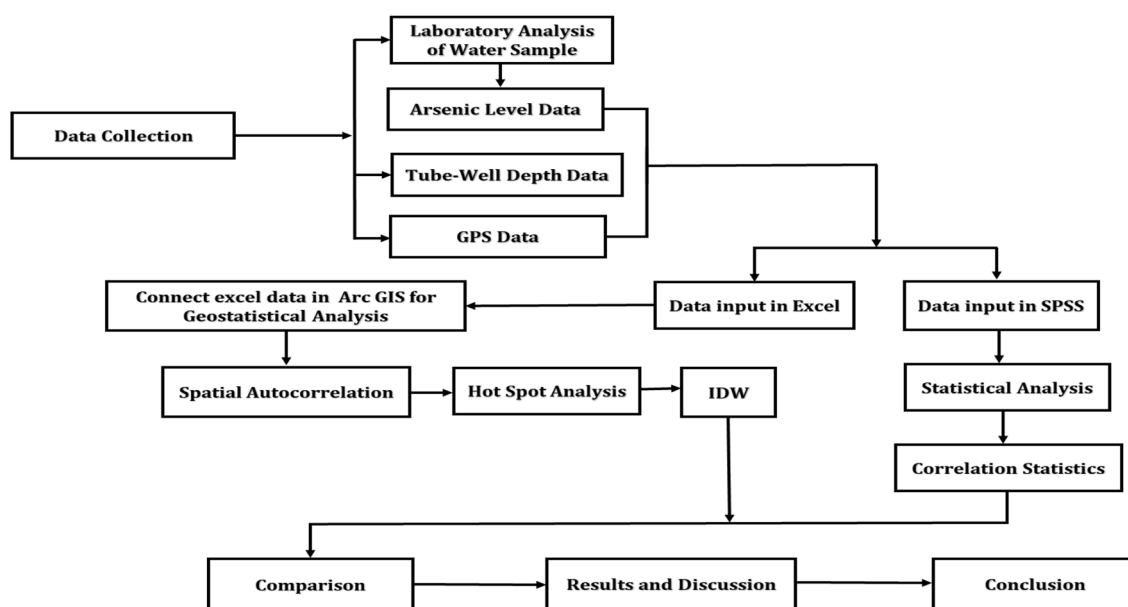 Laboratory Analysis
of Water Sample
Arsenic Level Data
Data Collection
Tube-Well Depth Data
GPS Data
Connect excel data in Arc GIS for
Geostatistical Analysis
Data input in Excel
Data input in SPSS
Spatial Autocorrelation
Hot Spot Analysis
IDW
Statistical Analysis
Correlation Statistics
Comparison
Results and Discussion
Conclusion